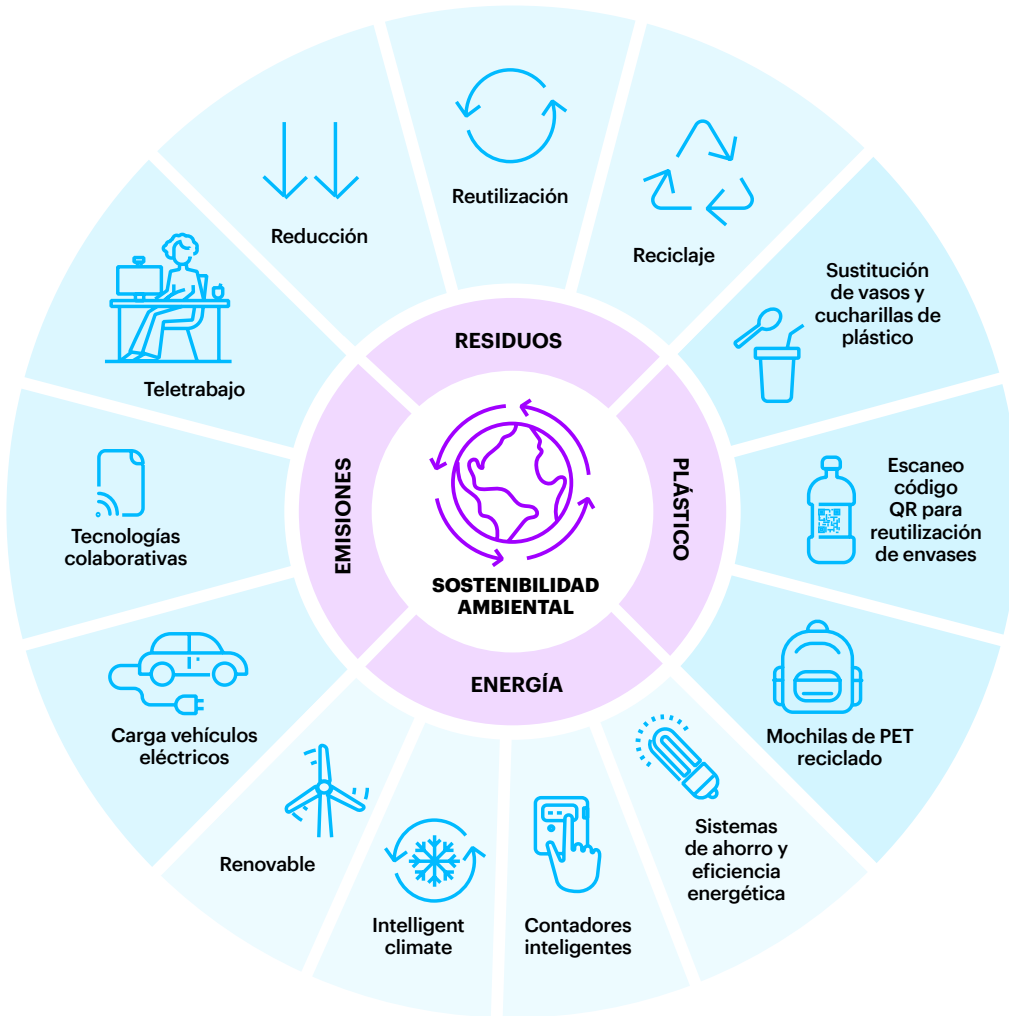 SOSTENIBILIDAD
AMBIENTAL
RESIDUOS
Reducción
Reutilización
Reciclaje
PLÁSTICO
Sustitución
de vasos y
cucharillas de
plástico
Escaneo
código
QR para
reutilización
de envases
Mochilas de PET
reciclado
ENERGÍA
Sistemas
de ahorro y
eficiencia
energética
Contadores
inteligentes
Intelligent
climate
Renovable
EMISIONES
Carga vehículos
eléctricos
Tecnologías
colaborativas
Teletrabajo